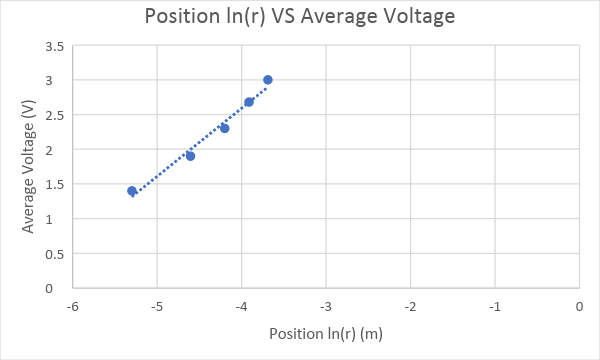 Position ln(r) VS Average Voltage
3.5
3
2.5
2
1.5
1
0.5
0
Average Voltage (V)
-6 -5 -4 -3 -2 -1 0
Position ln(r) (m)